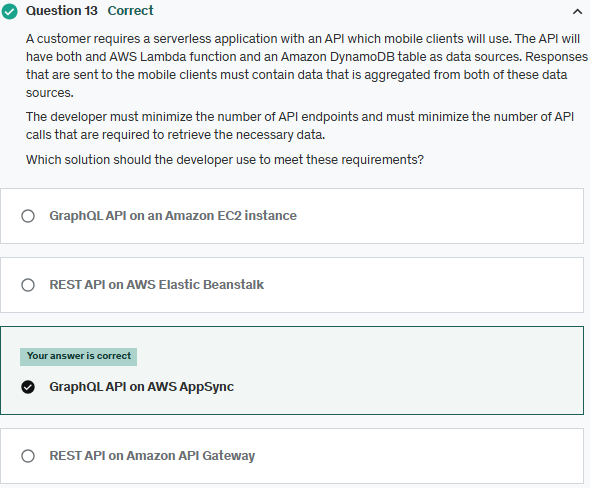 Question 13 Correct
A customer requires a serverless application with an API which mobile clients will use. The API will
have both and AWS Lambda function and an Amazon DynamoDB table as data sources. Responses
that are sent to the mobile clients must contain data that is aggregated from both of these data
sources.
The developer must minimize the number of API endpoints and must minimize the number of API
calls that are required to retrieve the necessary data.
Which solution should the developer use to meet these requirements?
GraphQL API on an Amazon EC2 instance
REST API on AWS Elastic Beanstalk
Your answer is correct
GraphQL API on AWS AppSync
REST API on Amazon API Gateway